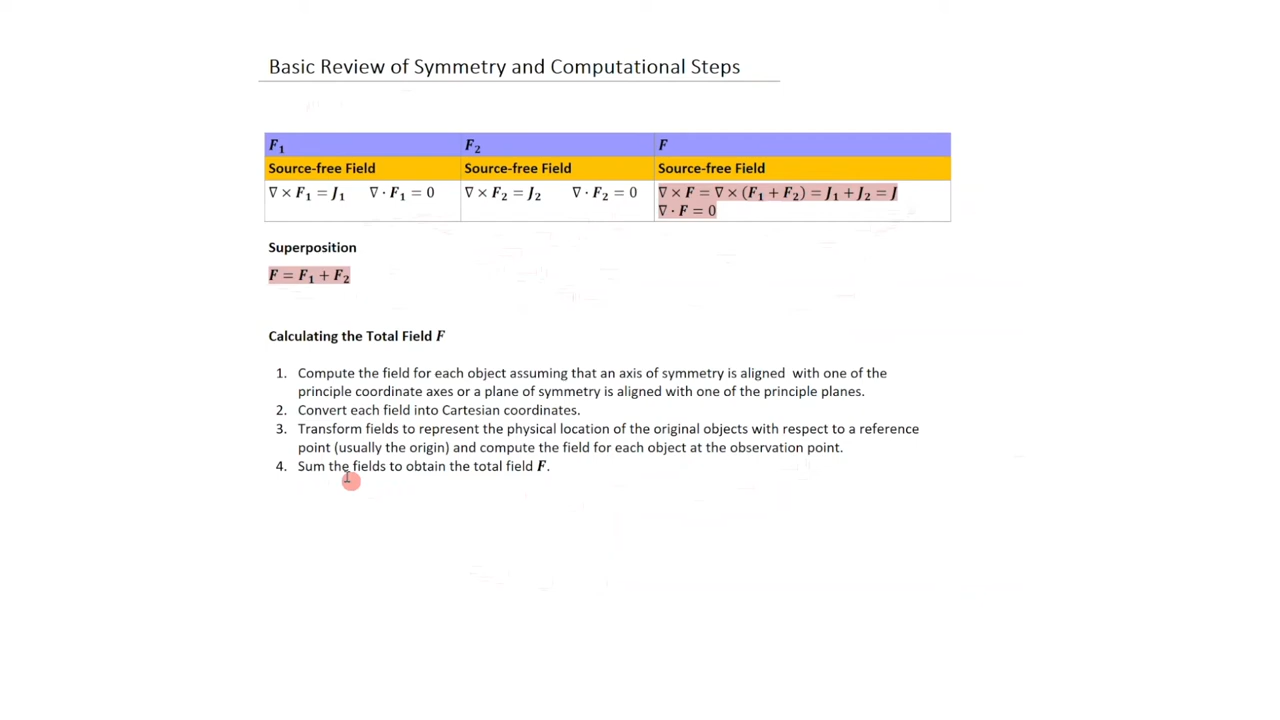 Basic Review of Symmetry and Computational Steps
F₁ F₂ F
Source-free Field Source-free Field Source-free Field
∇ × F₁ = J₁ ∇ · F₁ = 0 ∇ × F₂ = J₂ ∇ · F₂ = 0 ∇ × F = ∇ × (F₁ + F₂) = J₁ + J₂ = J
∇ · F = 0
Superposition
F = F₁ + F₂
Calculating the Total Field F
1. Compute the field for each object assuming that an axis of symmetry is aligned with one of the
principle coordinate axes or a plane of symmetry is aligned with one of the principle planes.
2. Convert each field into Cartesian coordinates.
3. Transform fields to represent the physical location of the original objects with respect to a reference
point (usually the origin) and compute the field for each object at the observation point.
4. Sum the fields to obtain the total field F.